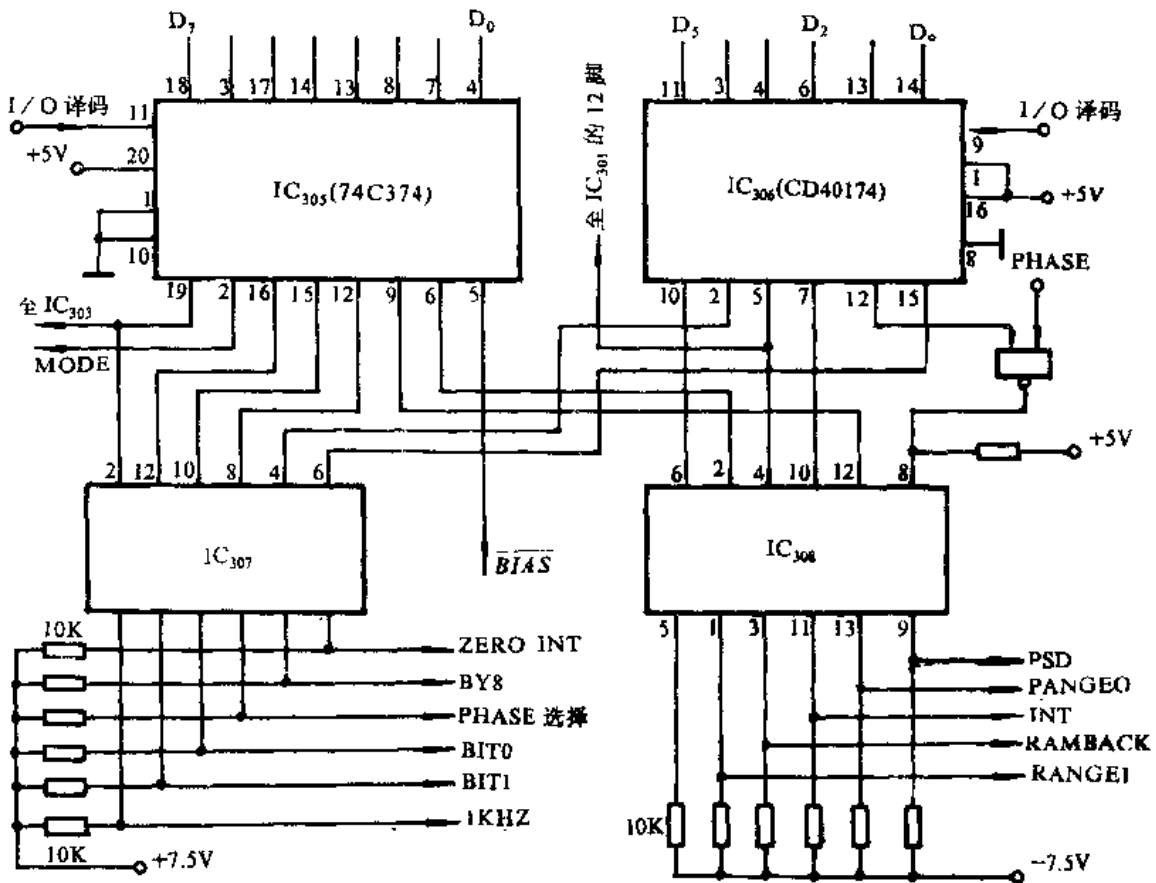 D₇ D₀ D₅ D₂ D₀
18 3 17 14 13 8 7 4
11 3 4 6 13 14
I/O 译码
11
+5V
20
1
10
IC₃₀₅(74C374)
至 IC₃₀₁ 的 12 脚
IC₃₀₆(CD40174)
I/O 译码
9
1
16
+5V
8
PHASE
19 2 16 15 12 9 6 5
10 2 5 7 12 15
至 IC₃₀₃
MODE
+5V
2 12 10 8 4 6
6 2 4 10 12 8
IC₃₀₇
BIAS
IC₃₀₈
5 1 3 11 13 9
10K
ZERO INT
BY8
PHASE 选择
BIT0
BIT1
1KHZ
10K
+7.5V
PSD
PANGEO
INT
RAMBACK
RANGE1
10K
-7.5V